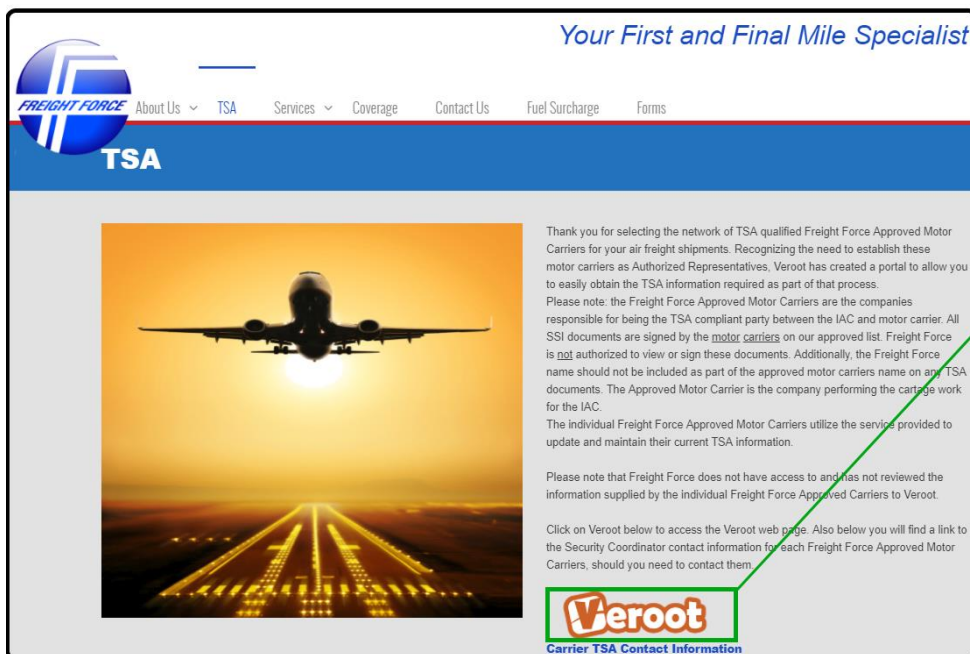 Your First and Final Mile Specialist
FREIGHT FORCE
About Us TSA Services Coverage Contact Us Fuel Surcharge Forms
TSA
Thank you for selecting the network of TSA qualified Freight Force Approved Motor
Carriers for your air freight shipments. Recognizing the need to establish these
motor carriers as Authorized Representatives, Veroot has created a portal to allow you
to easily obtain the TSA information required as part of that process.
Please note: the Freight Force Approved Motor Carriers are the companies
responsible for being the TSA compliant party between the IAC and motor carrier. All
SSI documents are signed by the motor carriers on our approved list. Freight Force
is not authorized to view or sign these documents. Additionally, the Freight Force
name should not be included as part of the approved motor carriers name on any TSA
documents. The Approved Motor Carrier is the company performing the cartage work
for the IAC.
The individual Freight Force Approved Motor Carriers utilize the service provided to
update and maintain their current TSA information.
Please note that Freight Force does not have access to and has not reviewed the
information supplied by the individual Freight Force Approved Carriers to Veroot.
Click on Veroot below to access the Veroot web page. Also below you will find a link to
the Security Coordinator contact information for each Freight Force Approved Motor
Carriers, should you need to contact them.
Veroot
Carrier TSA Contact Information